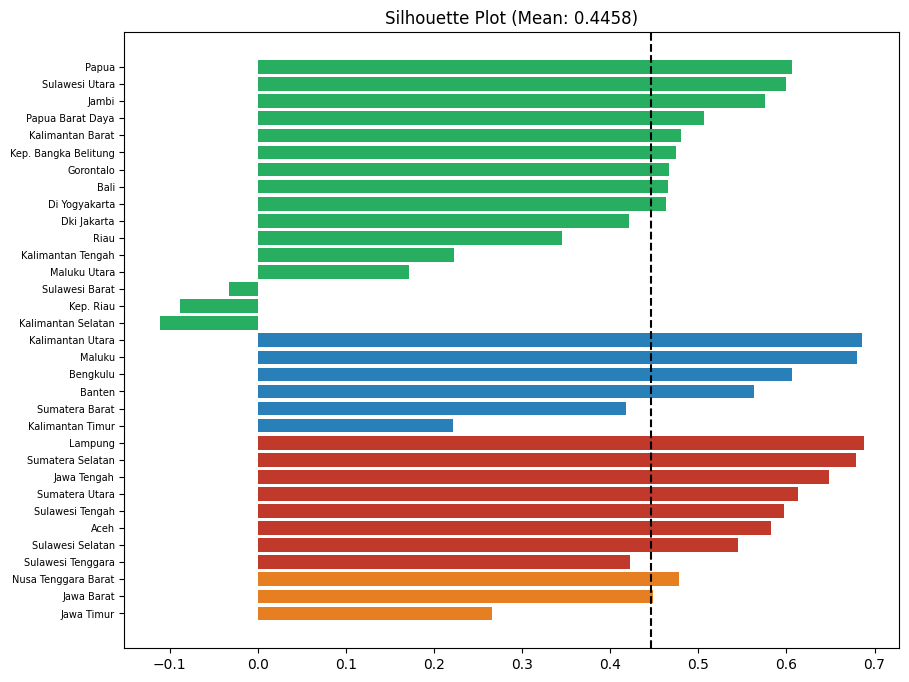 Silhouette Plot (Mean: 0.4458)
Papua
Sulawesi Utara
Jambi
Papua Barat Daya
Kalimantan Barat
Kep. Bangka Belitung
Gorontalo
Bali
Di Yogyakarta
Dki Jakarta
Riau
Kalimantan Tengah
Maluku Utara
Sulawesi Barat
Kep. Riau
Kalimantan Selatan
Kalimantan Utara
Maluku
Bengkulu
Banten
Sumatera Barat
Kalimantan Timur
Lampung
Sumatera Selatan
Jawa Tengah
Sumatera Utara
Sulawesi Tengah
Aceh
Sulawesi Selatan
Sulawesi Tenggara
Nusa Tenggara Barat
Jawa Barat
Jawa Timur
−0.1 0.0 0.1 0.2 0.3 0.4 0.5 0.6 0.7